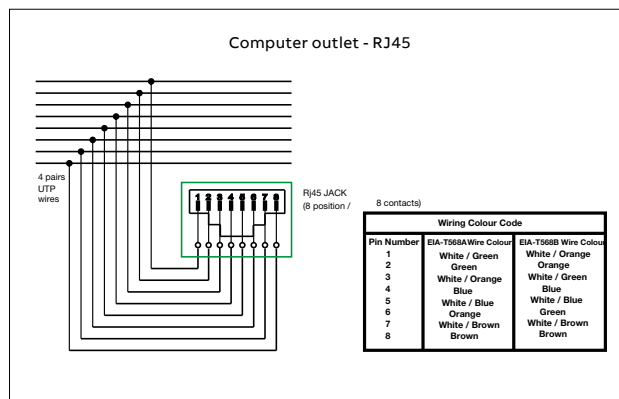 Computer outlet - RJ45
4 pairs
UTP
wires
1 2 3 4 5 6 7 8
Rj45 JACK
(8 position / 8 contacts)
Wiring Colour Code
Pin Number EIA-T568A Wire Colour EIA-T568B Wire Colour
1 White / Green White / Orange
2 Green Orange
3 White / Orange White / Green
4 Blue Blue
5 White / Blue White / Blue
6 Orange Green
7 White / Brown White / Brown
8 Brown Brown